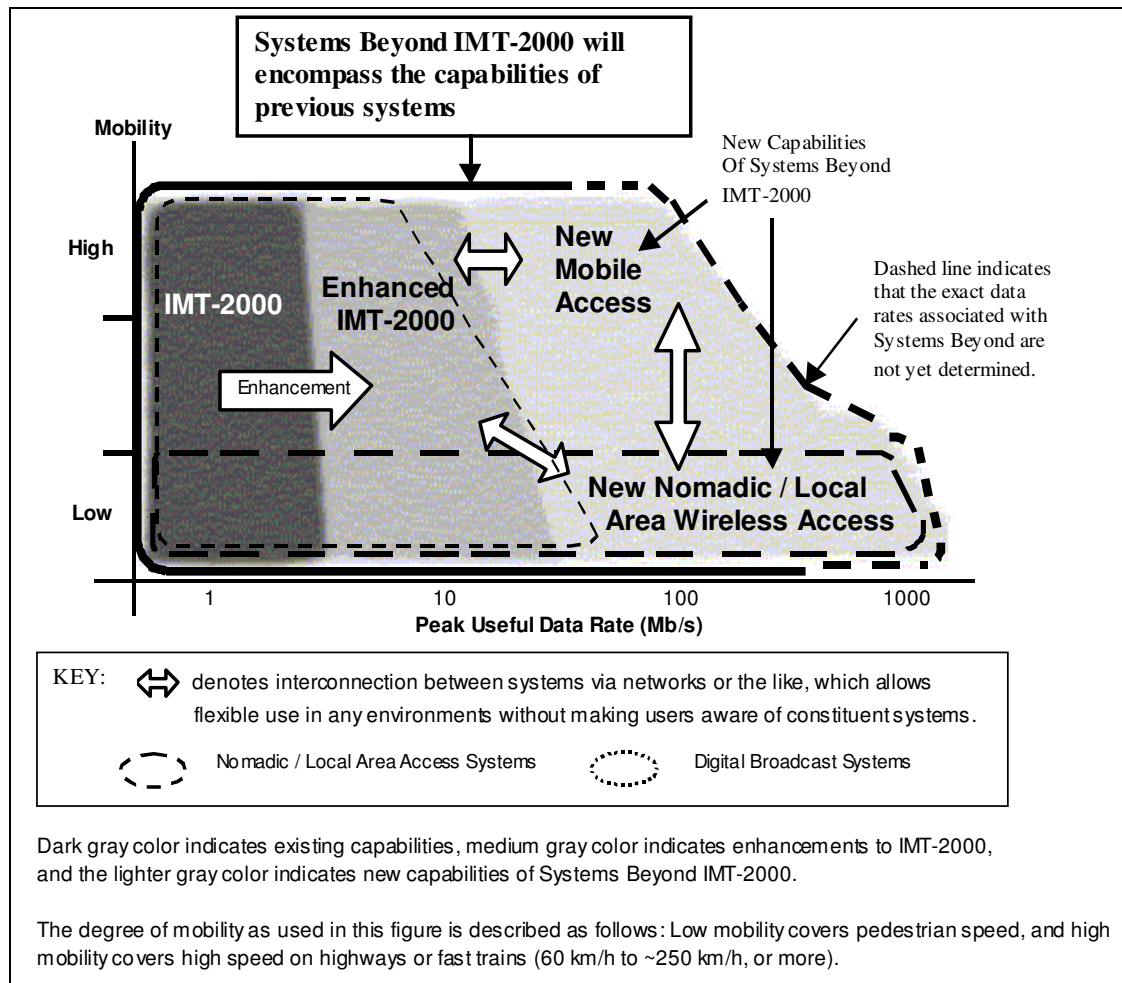 Systems Beyond IMT-2000 will
encompass the capabilities of
previous systems
Mobility
New Capabilities
Of Systems Beyond
IMT-2000
High
New
Mobile
Access
IMT-2000
Enhanced
IMT-2000
Dashed line indicates
that the exact data
rates associated with
Systems Beyond are
not yet determined.
Enhancement
Low
New Nomadic / Local
Area Wireless Access
1 10 100 1000
Peak Useful Data Rate (Mb/s)
KEY: denotes interconnection between systems via networks or the like, which allows
flexible use in any environments without making users aware of constituent systems.
Nomadic / Local Area Access Systems Digital Broadcast Systems
Dark gray color indicates existing capabilities, medium gray color indicates enhancements to IMT-2000,
and the lighter gray color indicates new capabilities of Systems Beyond IMT-2000.
The degree of mobility as used in this figure is described as follows: Low mobility covers pedestrian speed, and high
mobility covers high speed on highways or fast trains (60 km/h to ~250 km/h, or more).